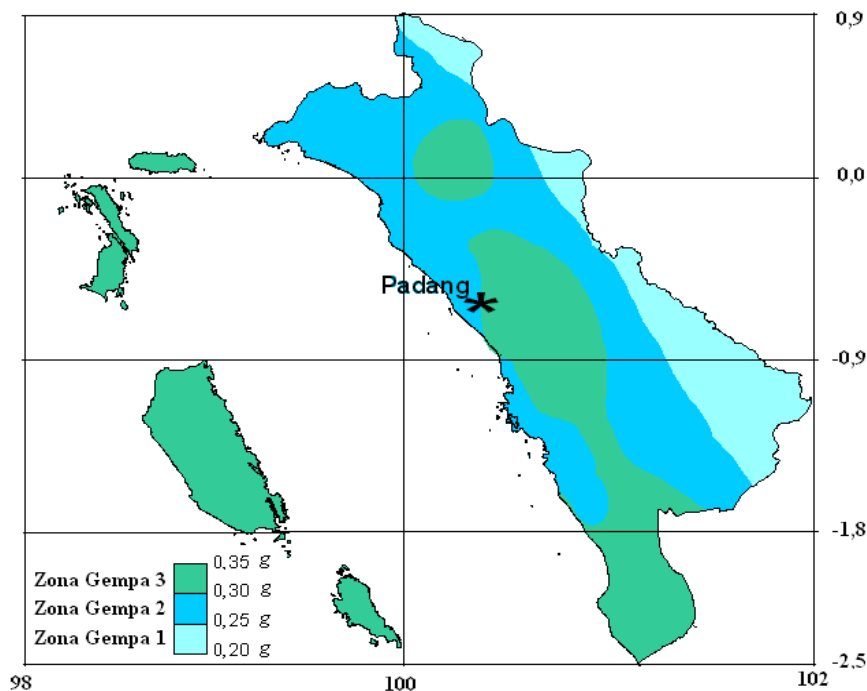 0,9
0,0
Padang
-0,9
-1,8
0,35 g
Zona Gempa 3
0,30 g
Zona Gempa 2
0,25 g
Zona Gempa 1
0,20 g
-2,5
98
100
102